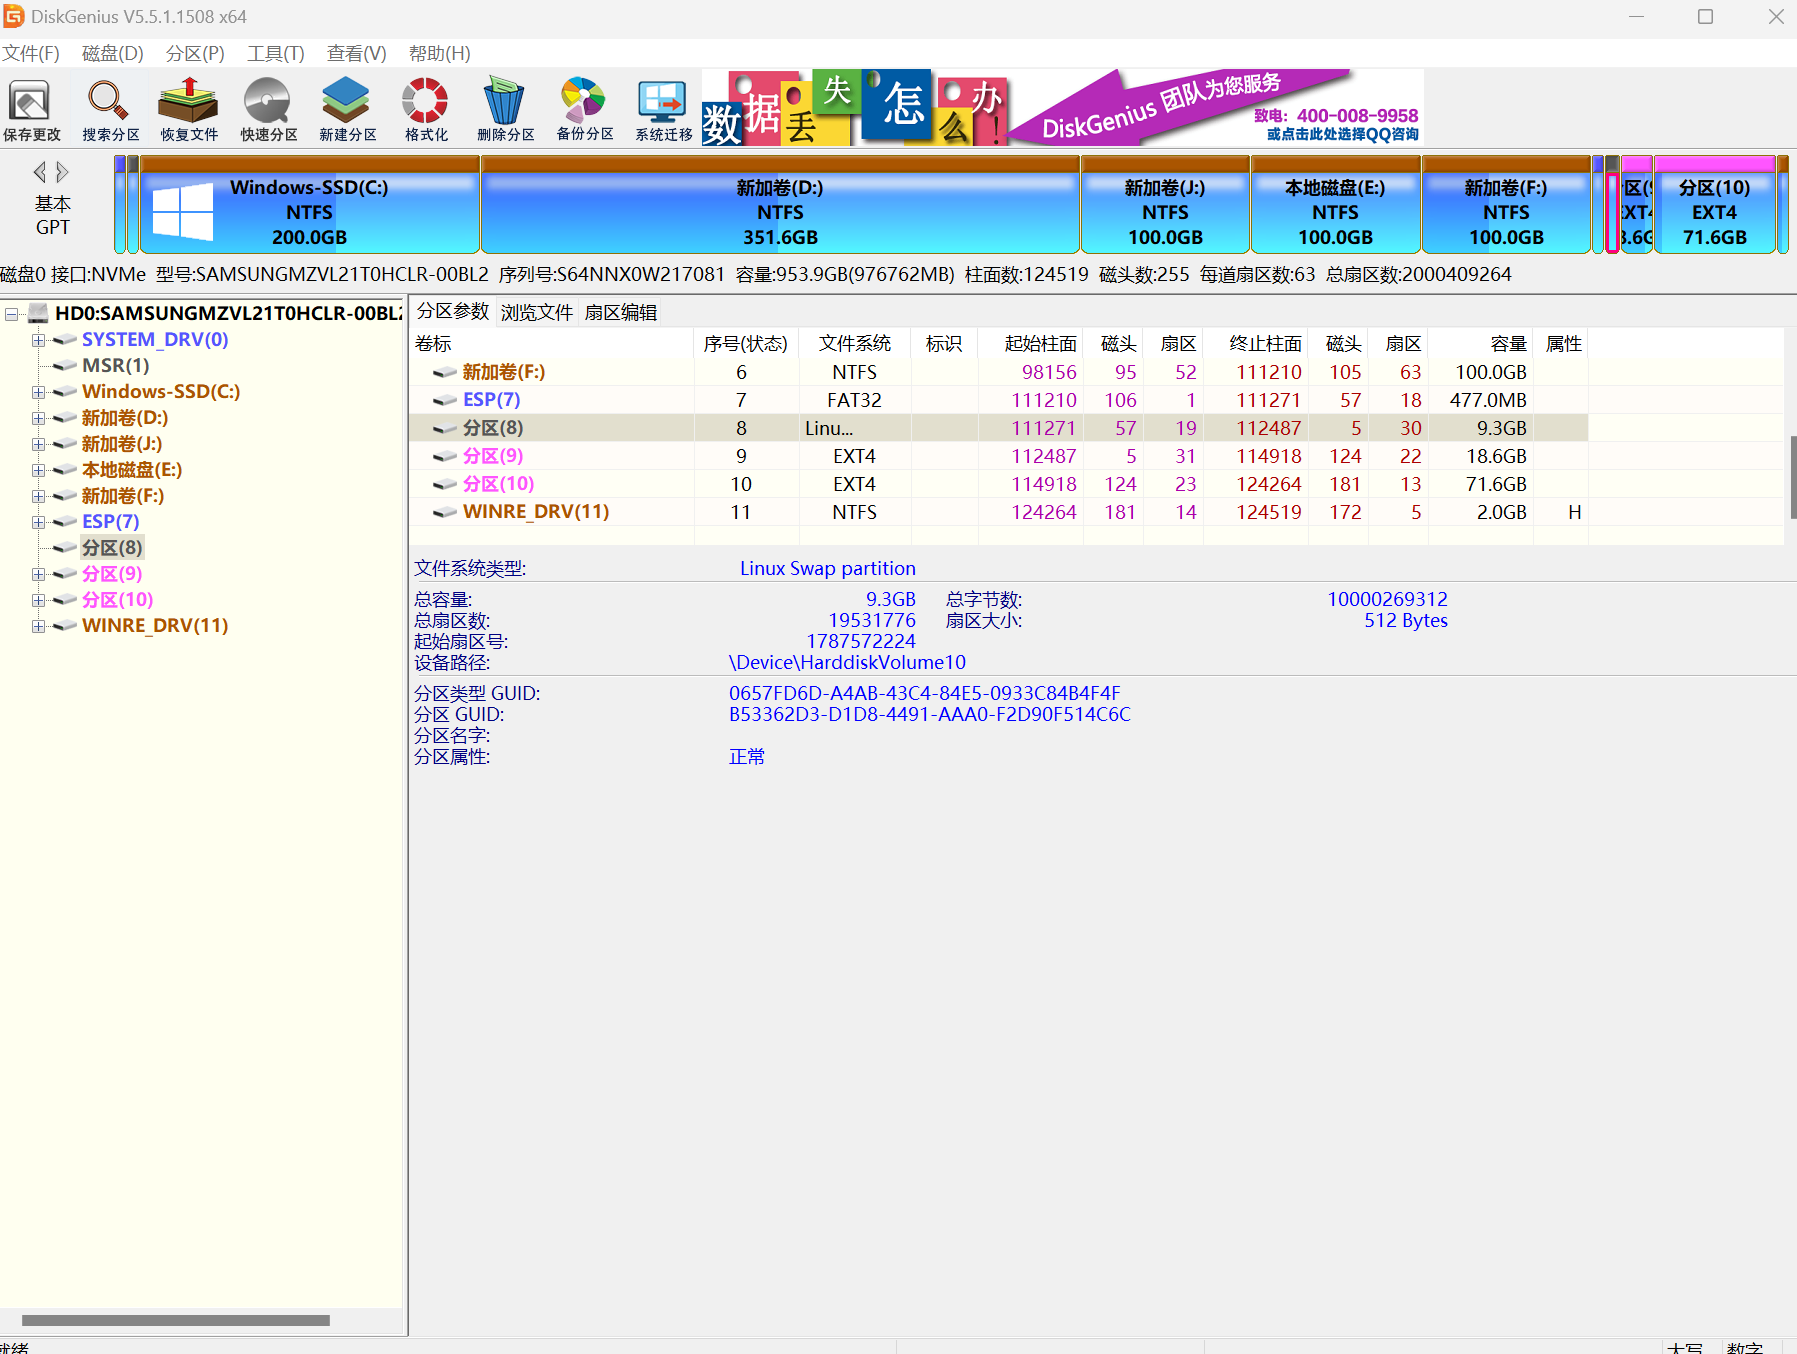 DiskGenius V5.5.1.1508 x64
文件(F) 磁盘(D) 分区(P) 工具(T) 查看(V) 帮助(H)
保存更改 搜索分区 恢复文件 快速分区 新建分区 格式化 删除分区 备份分区 系统迁移
数据丢失怎么办!
DiskGenius 团队为您服务
致电: 400-008-9958
或点击此处选择QQ咨询
基本
GPT
Windows-SSD(C:)
NTFS
200.0GB
新加卷(D:)
NTFS
351.6GB
新加卷(J:)
NTFS
100.0GB
本地磁盘(E:)
NTFS
100.0GB
新加卷(F:)
NTFS
100.0GB
分区(10)
EXT4
71.6GB
磁盘0 接口:NVMe 型号:SAMSUNGMZVL21T0HCLR-00BL2 序列号:S64NNX0W217081 容量:953.9GB(976762MB) 柱面数:124519 磁头数:255 每道扇区数:63 总扇区数:2000409264
HD0:SAMSUNGMZVL21T0HCLR-00BL2
SYSTEM_DRV(0)
MSR(1)
Windows-SSD(C:)
新加卷(D:)
新加卷(J:)
本地磁盘(E:)
新加卷(F:)
ESP(7)
分区(8)
分区(9)
分区(10)
WINRE_DRV(11)
分区参数 浏览文件 扇区编辑
卷标 序号(状态) 文件系统 标识 起始柱面 磁头 扇区 终止柱面 磁头 扇区 容量 属性
新加卷(F:) 6 NTFS 98156 95 52 111210 105 63 100.0GB
ESP(7) 7 FAT32 111210 106 1 111271 57 18 477.0MB
分区(8) 8 Linu... 111271 57 19 112487 5 30 9.3GB
分区(9) 9 EXT4 112487 5 31 114918 124 22 18.6GB
分区(10) 10 EXT4 114918 124 23 124264 181 13 71.6GB
WINRE_DRV(11) 11 NTFS 124264 181 14 124519 172 5 2.0GB H
文件系统类型: Linux Swap partition
总容量: 9.3GB 总字节数: 10000269312
总扇区数: 19531776 扇区大小: 512 Bytes
起始扇区号: 1787572224
设备路径: \Device\HarddiskVolume10
分区类型 GUID: 0657FD6D-A4AB-43C4-84E5-0933C84B4F4F
分区 GUID: B53362D3-D1D8-4491-AAA0-F2D90F514C6C
分区名字:
分区属性: 正常
就绪 大写 数字